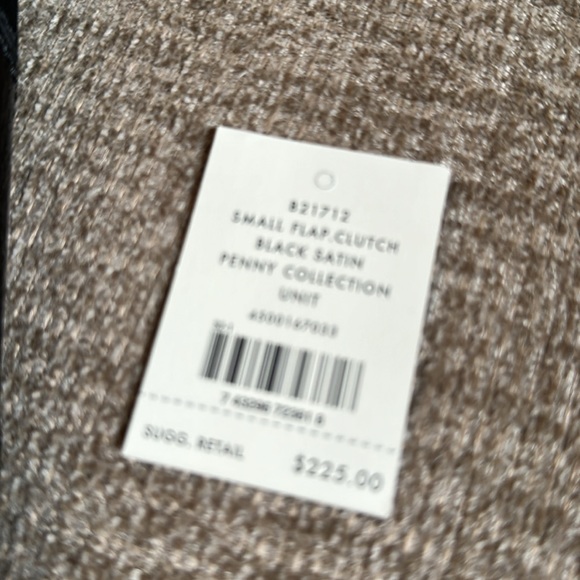 B21712
SMALL FLAP.CLUTCH
BLACK SATIN
PENNY COLLECTION
UNIT
SUGG. RETAIL
$225.00